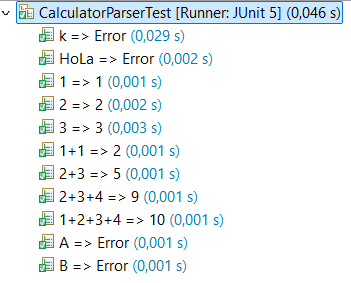 CalculatorParserTest [Runner: JUnit 5] (0,046 s)
k => Error (0,029 s)
HoLa => Error (0,002 s)
1 => 1 (0,001 s)
2 => 2 (0,002 s)
3 => 3 (0,003 s)
1+1 => 2 (0,001 s)
2+3 => 5 (0,001 s)
2+3+4 => 9 (0,001 s)
1+2+3+4 => 10 (0,001 s)
A => Error (0,001 s)
B => Error (0,001 s)